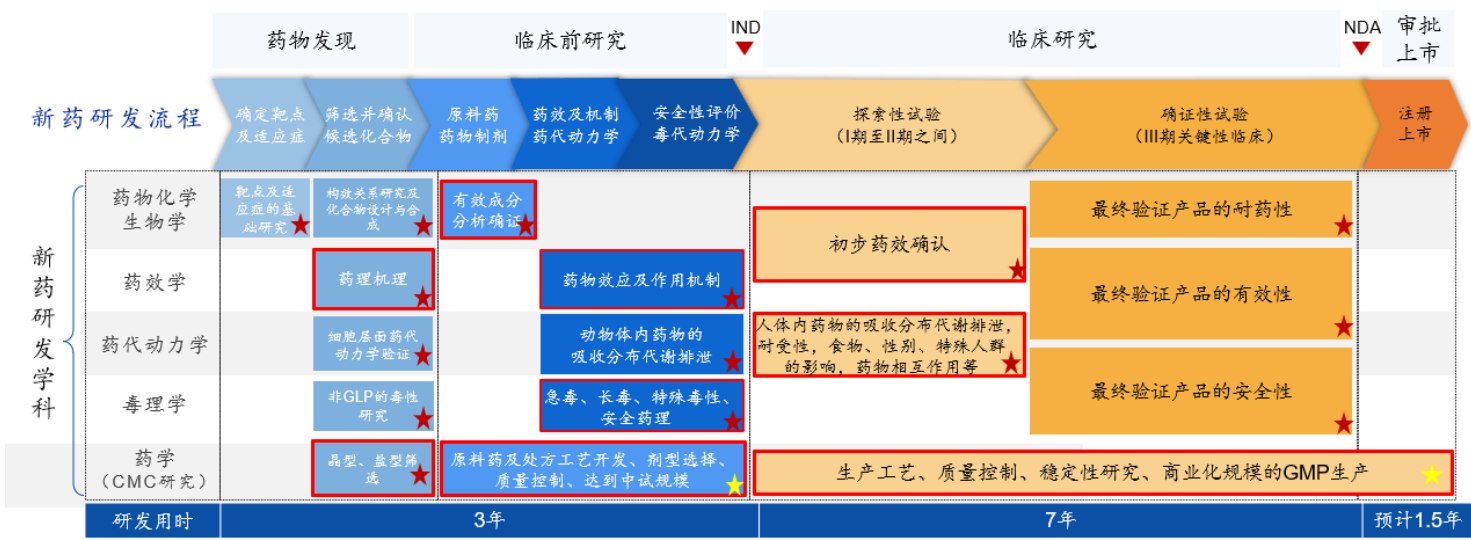 药物发现
临床前研究
IND
临床研究
NDA
审批
上市
新药研发流程
确定靶点
及适应症
筛选并确认
候选化合物
原料药
药物制剂
药效及机制
药代动力学
安全性评价
毒代动力学
探索性试验
(I期至II期之间)
确证性试验
(III期关键性临床)
注册
上市
新药研发学科
药物化学
生物学
靶点及适
应症的基
础研究
构效关系研究及
化合物设计与合
成
有效成分
分析确证
初步药效确认
最终验证产品的耐药性
药效学
药理机理
药物效应及作用机制
最终验证产品的有效性
药代动力学
细胞层面药代
动力学验证
动物体内药物的
吸收分布代谢排泄
人体内药物的吸收分布代谢排泄，
耐受性，食物、性别、特殊人群
的影响，药物相互作用等
毒理学
非GLP的毒性
研究
急毒、长毒、特殊毒性、
安全药理
最终验证产品的安全性
药学
（CMC研究）
晶型、盐型筛
选
原料药及处方工艺开发、剂型选择、
质量控制、达到中试规模
生产工艺、质量控制、稳定性研究、商业化规模的GMP生产
研发用时
3年
7年
预计1.5年